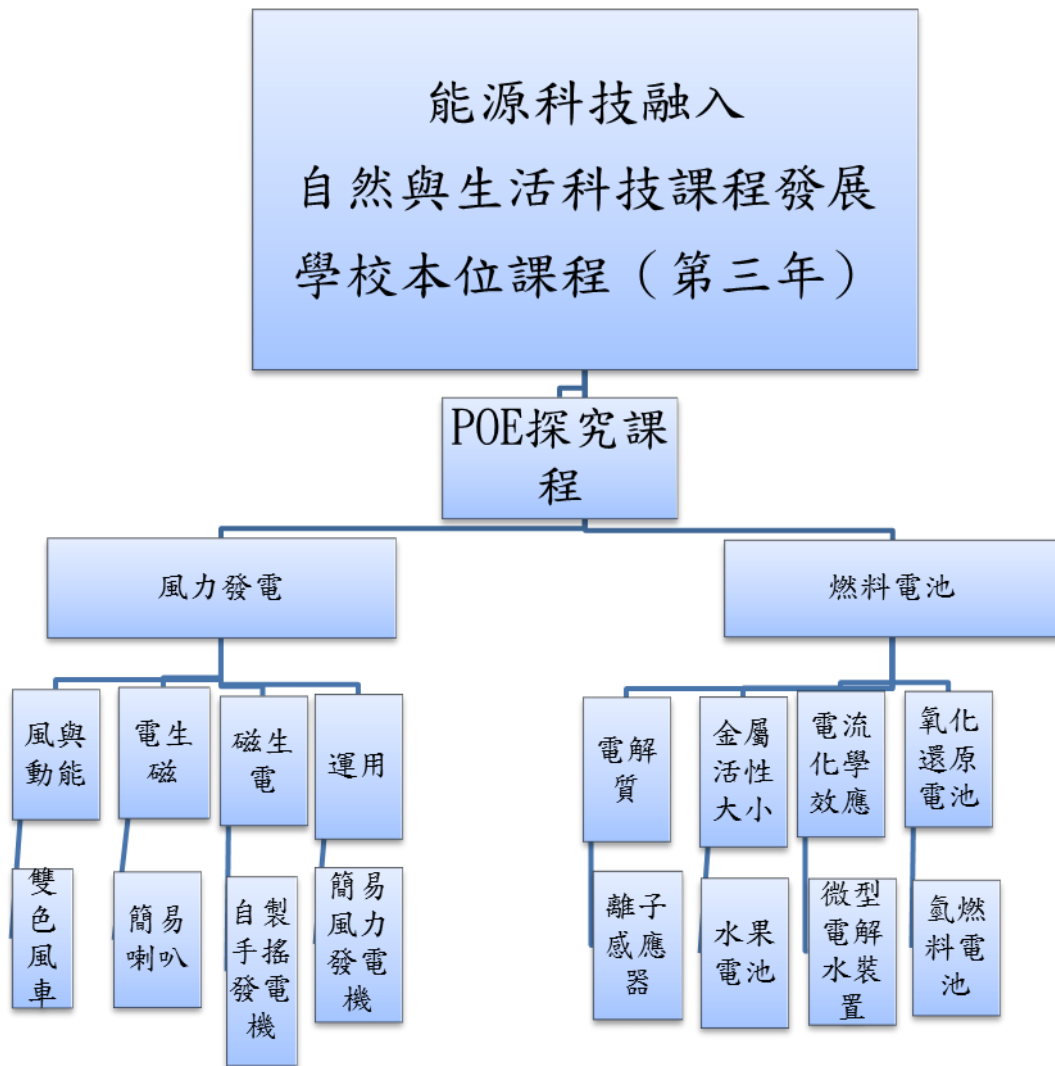 能源科技融入
自然與生活科技課程發展
學校本位課程（第三年）
POE探究課
程
風力發電
燃料電池
風與
動能
電生
磁
磁生
電
運用
電解
質
金屬
活性
大小
電流
化學
效應
氧化
還原
電池
雙
色
風
車
簡易
喇叭
自製
手搖
發電
機
簡易
風力
發電
機
離子
感應
器
水果
電池
微型
電解
水裝
置
氫燃
料電
池